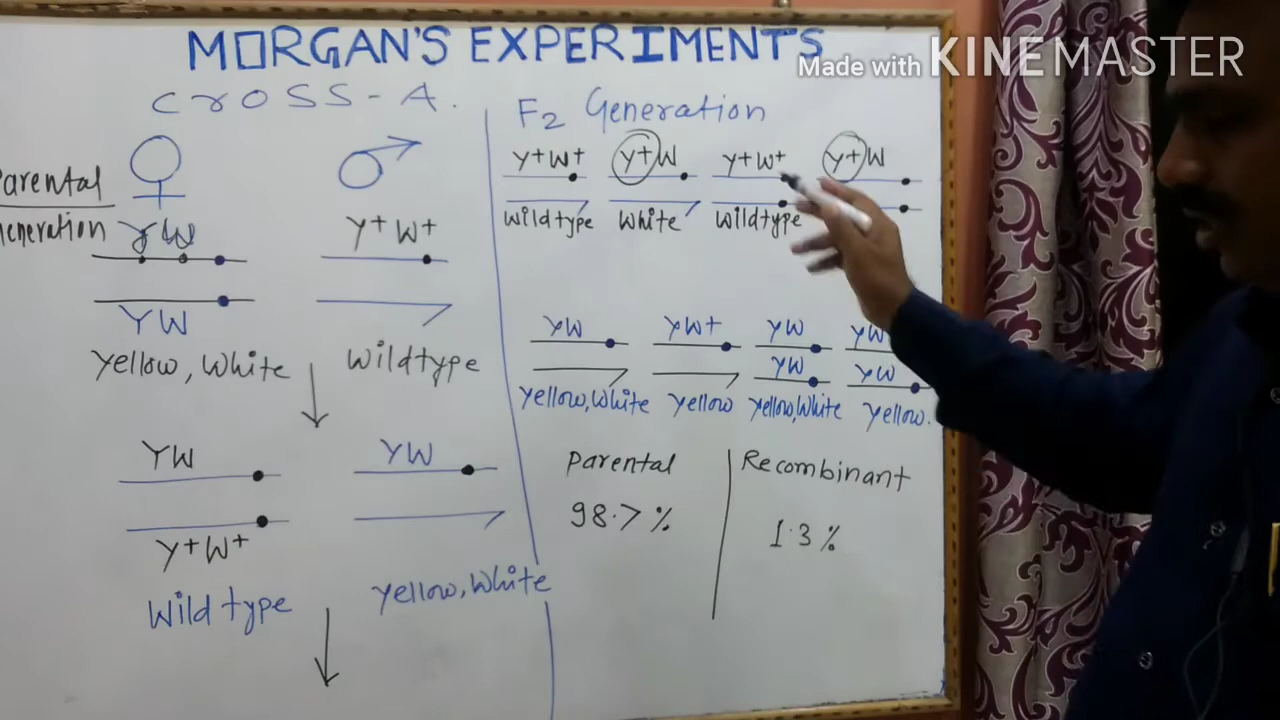 MORGAN'S EXPERIMENTS
Made with KINEMASTER
CROSS-A.
Parental
Generation
YW
Y+W+
YW
Yellow, White
Wildtype
YW
YW
Y+W+
Wild type
Yellow, White
F2 Generation
Y+W+ Y+W Y+W+ Y+W
Wildtype White Wildtype
YW YW+ YW YW
YW YW
Yellow, White Yellow Yellow, White Yellow.
Parental Recombinant
98.7% 1.3%